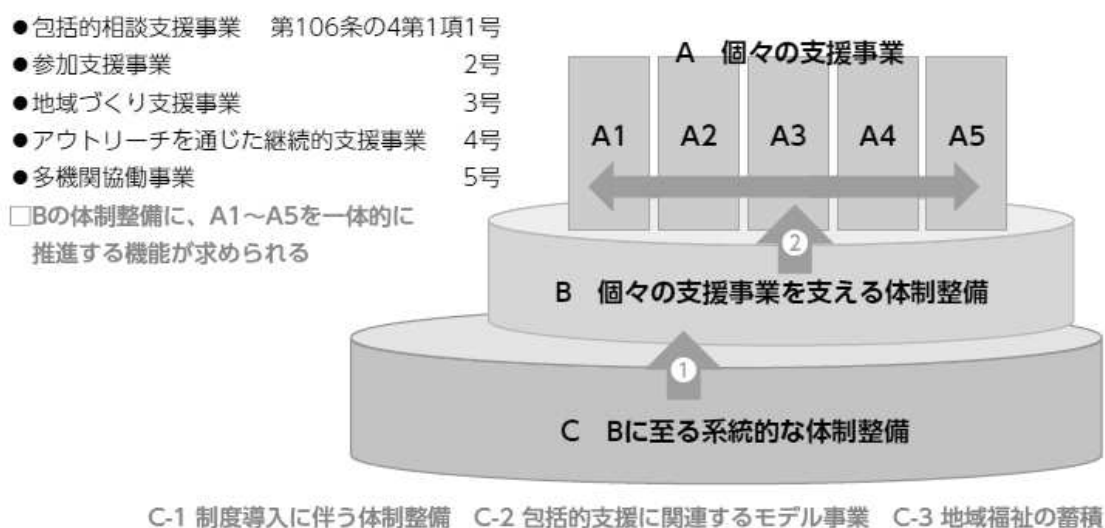 ●包括的相談支援事業　第106条の4第1項1号
●参加支援事業　2号
●地域づくり支援事業　3号
●アウトリーチを通じた継続的支援事業　4号
●多機関協働事業　5号
□Bの体制整備に、A1～A5を一体的に
推進する機能が求められる
A　個々の支援事業
A1　A2　A3　A4　A5
2
B　個々の支援事業を支える体制整備
1
C　Bに至る系統的な体制整備
C-1 制度導入に伴う体制整備　C-2 包括的支援に関連するモデル事業　C-3 地域福祉の蓄積